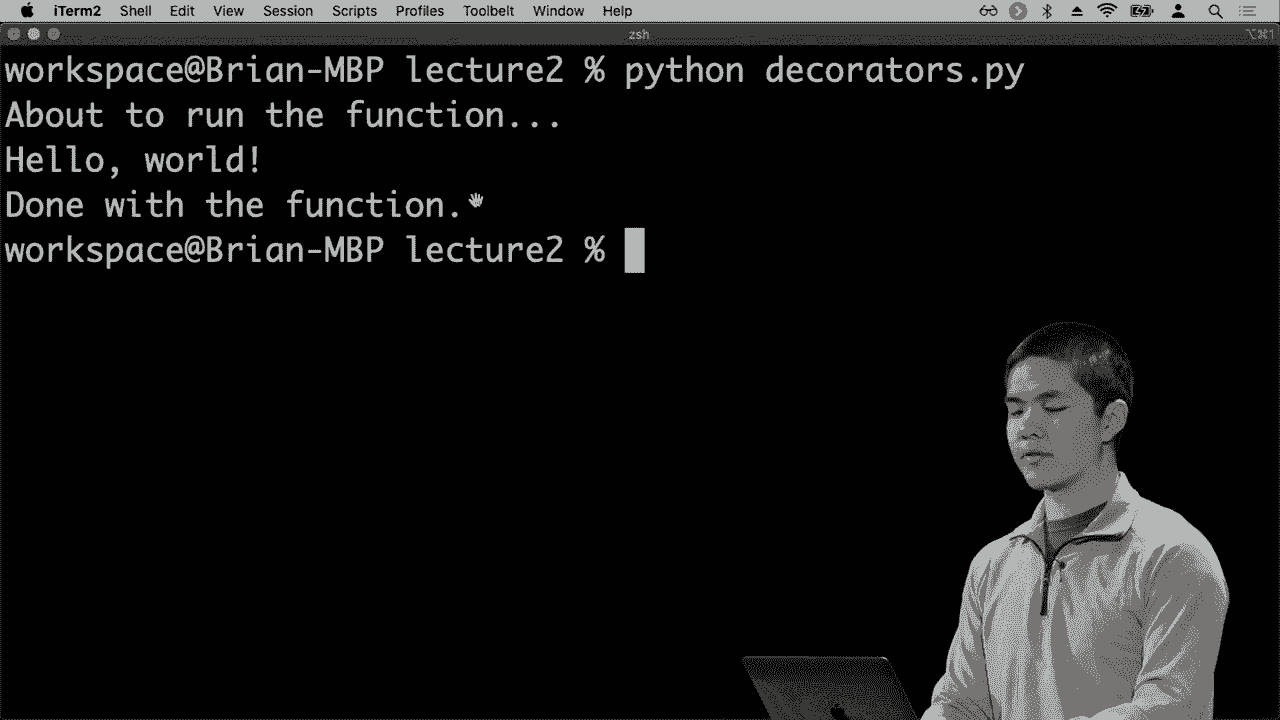 iTerm2 Shell Edit View Session Scripts Profiles Toolbelt Window Help
zsh ⌥⌘1
workspace@Brian-MBP lecture2 % python decorators.py
About to run the function...
Hello, world!
Done with the function.
workspace@Brian-MBP lecture2 %